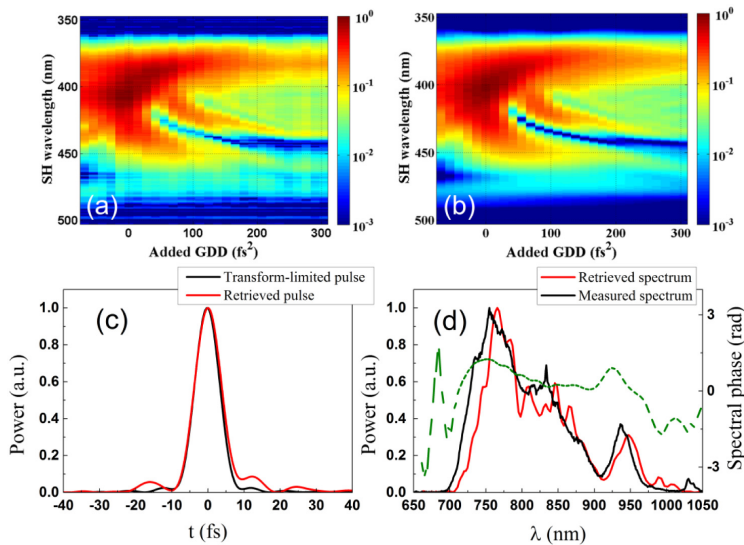 350
400
450
500
SH wavelength (nm)
(a)
0
100
200
300
Added GDD (fs²)
10⁰
10⁻¹
10⁻²
10⁻³
350
400
450
500
SH wavelength (nm)
(b)
0
100
200
300
Added GDD (fs²)
10⁰
10⁻¹
10⁻²
10⁻³
Transform-limited pulse
Retrieved pulse
(c)
1.0
0.8
0.6
0.4
0.2
0.0
Power (a.u.)
-40 -30 -20 -10 0 10 20 30 40
t (fs)
Retrieved spectrum
Measured spectrum
(d)
1.0
0.8
0.6
0.4
0.2
0.0
Power (a.u.)
3
0
-4
Spectral phase (rad)
650 700 750 800 850 900 950 1000 1050
λ (nm)